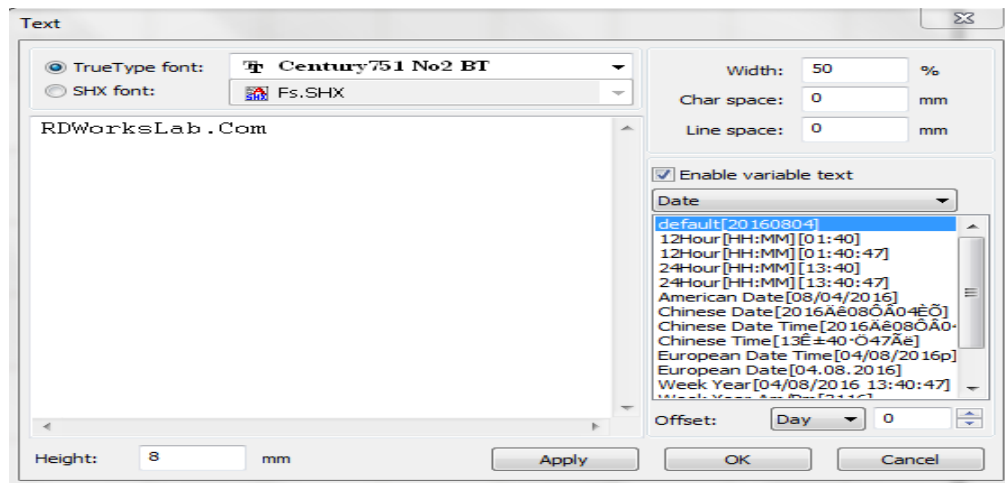 Text
TrueType font: Century751 No2 BT
SHX font: Fs.SHX
RDWorksLab.Com
Width: 50 %
Char space: 0 mm
Line space: 0 mm
Enable variable text
Date
default[20160804]
12Hour[HH:MM][01:40]
12Hour[HH:MM][01:40:47]
24Hour[HH:MM][13:40]
24Hour[HH:MM][13:40:47]
American Date[08/04/2016]
Chinese Date[2016Äê08ÔÂ04ÈÕ]
Chinese Date Time[2016Äê08ÔÂ0
Chinese Time[13Ê±40·Ö47Ãë]
European Date Time[04/08/2016p]
European Date[04.08.2016]
Week Year[04/08/2016 13:40:47]
Offset: Day 0
Height: 8 mm
Apply OK Cancel